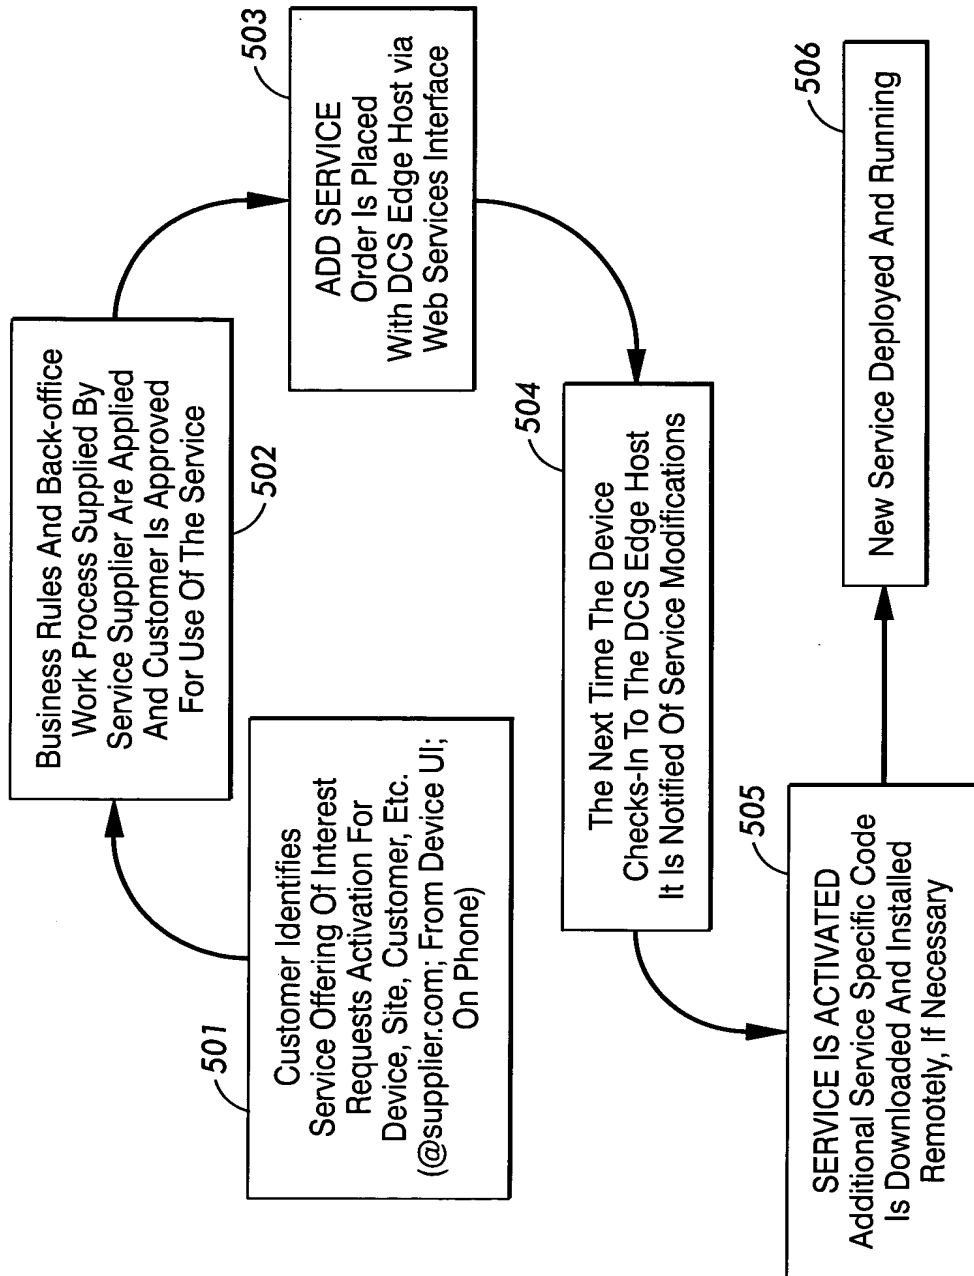 501
Customer Identifies
Service Offering Of Interest
Requests Activation For
Device, Site, Customer, Etc.
(@supplier.com; From Device UI;
On Phone)
Business Rules And Back-office
Work Process Supplied By
Service Supplier Are Applied
And Customer Is Approved
For Use Of The Service
502
503
ADD SERVICE
Order Is Placed
With DCS Edge Host via
Web Services Interface
504
The Next Time The Device
Checks-In To The DCS Edge Host
It Is Notified Of Service Modifications
505
SERVICE IS ACTIVATED
Additional Service Specific Code
Is Downloaded And Installed
Remotely, If Necessary
506
New Service Deployed And Running